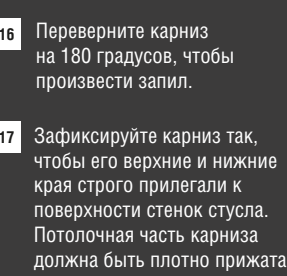 16 Переверните карниз
на 180 градусов, чтобы
произвести запил.
17 Зафиксируйте карниз так,
чтобы его верхние и нижние
края строго прилегали к
поверхности стенок стусла.
Потолочная часть карниза
должна быть плотно прижата